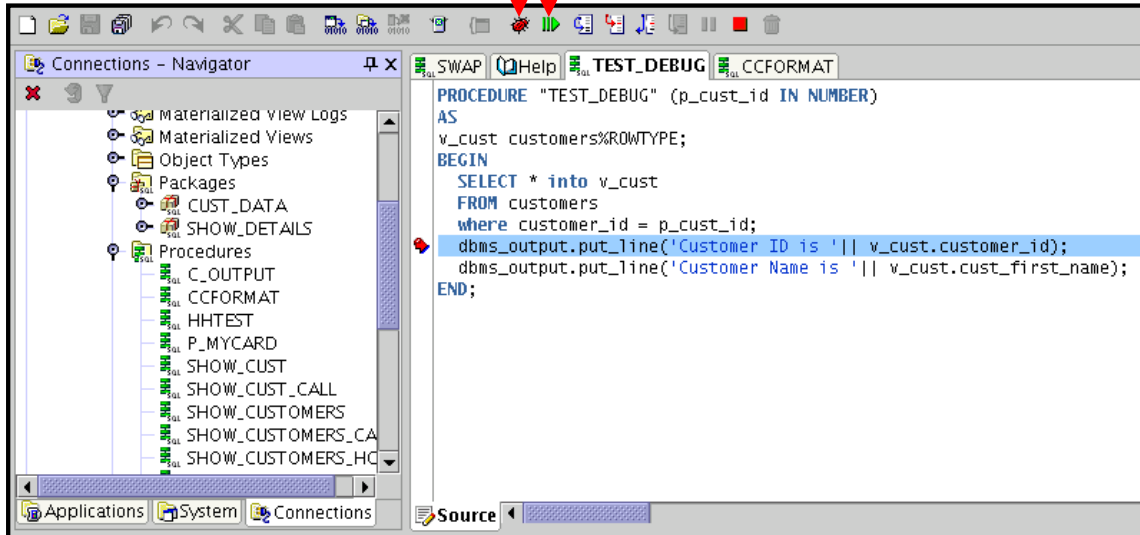 Connections - Navigator
Materialized View Logs
Materialized Views
Object Types
Packages
CUST_DATA
SHOW_DETAILS
Procedures
C_OUTPUT
CCFORMAT
HHTEST
P_MYCARD
SHOW_CUST
SHOW_CUST_CALL
SHOW_CUSTOMERS
SHOW_CUSTOMERS_CA
SHOW_CUSTOMERS_HC
Applications System Connections
SWAP Help TEST_DEBUG CCFORMAT
PROCEDURE "TEST_DEBUG" (p_cust_id IN NUMBER)
AS
v_cust customers%ROWTYPE;
BEGIN
SELECT * into v_cust
FROM customers
where customer_id = p_cust_id;
dbms_output.put_line('Customer ID is '|| v_cust.customer_id);
dbms_output.put_line('Customer Name is '|| v_cust.cust_first_name);
END;
Source